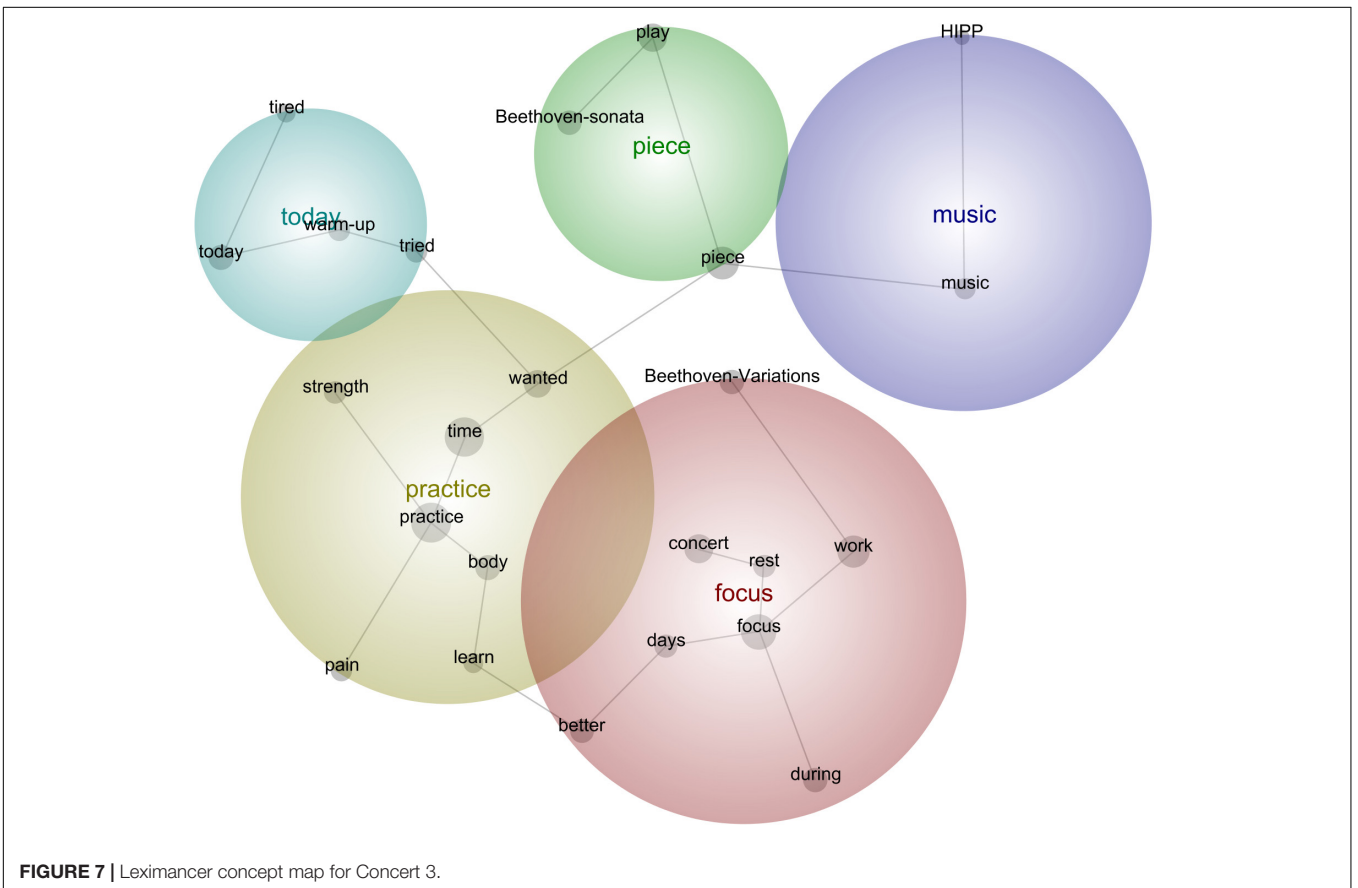 play
HIPP
tired
Beethoven-sonata
piece
today
warm-up
music
tried
today
piece
music
Beethoven-Variations
wanted
strength
time
practice
practice
concert
work
rest
body
focus
focus
days
learn
pain
better
during
FIGURE 7 | Leximancer concept map for Concert 3.